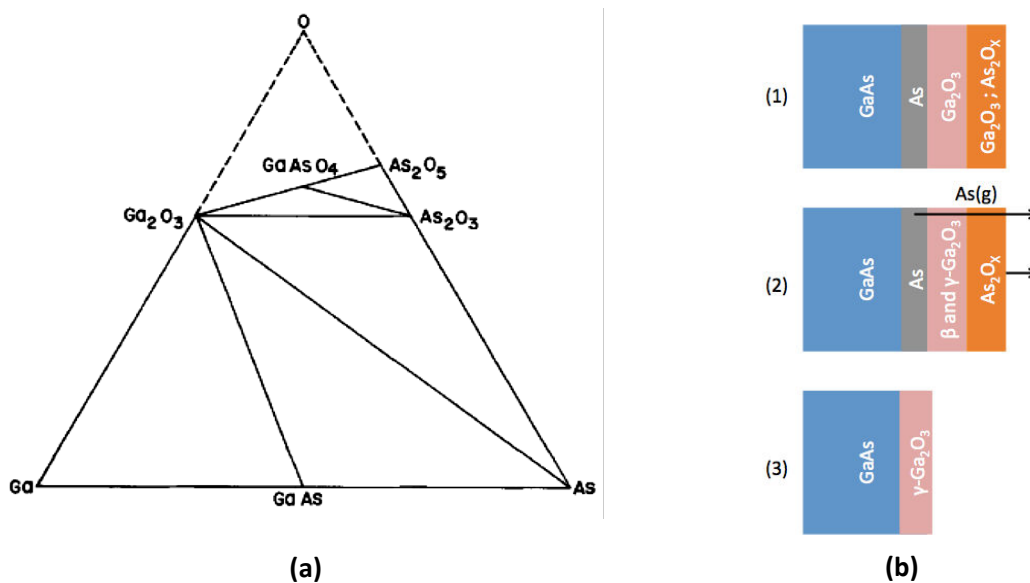 O
GaAsO₄
As₂O₅
Ga₂O₃
As₂O₃
Ga
GaAs
As
(a)
(1)
GaAs
As
Ga₂O₃
Ga₂O₃ ; As₂Oₓ
As(g)
(2)
GaAs
As
β and γ-Ga₂O₃
As₂Oₓ
(3)
GaAs
γ-Ga₂O₃
(b)